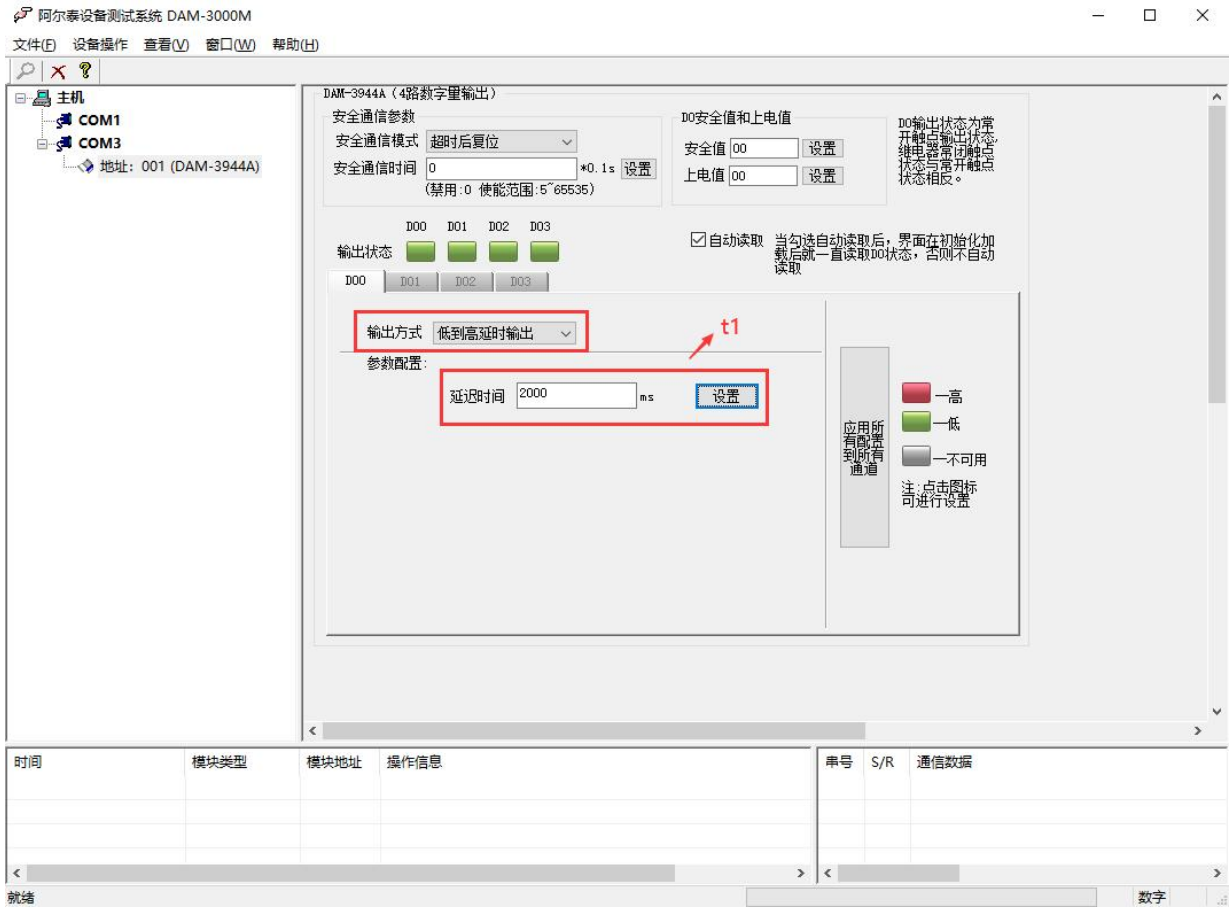 阿尔泰设备测试系统 DAM-3000M
文件(F) 设备操作 查看(V) 窗口(W) 帮助(H)
主机
COM1
COM3
地址: 001 (DAM-3944A)
DAM-3944A (4路数字量输出)
安全通信参数
安全通信模式 超时后复位
安全通信时间 0 *0.1s 设置
(禁用:0 使能范围:5~65535)
DO安全值和上电值
安全值 00 设置
上电值 00 设置
DO输出状态为常
开触点输出状态,
继电器常闭触点
状态与常开触点
状态相反。
DO0 DO1 DO2 DO3
输出状态
自动读取 当勾选自动读取后，界面在初始化加
载后就一直读取DO状态，否则不自动
读取
DO0 DO1 DO2 DO3
输出方式 低到高延时输出
t1
参数配置:
延迟时间 2000 ms 设置
应用所
有配置
到所有
通道
—高
—低
—不可用
注:点击图标
可进行设置
时间 模块类型 模块地址 操作信息
串号 S/R 通信数据
就绪 数字